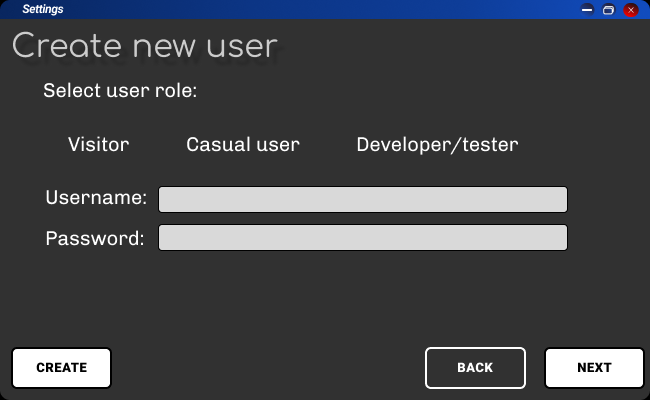 Settings
Create new user
Select user role:
Visitor Casual user Developer/tester
Username:
Password:
CREATE BACK NEXT